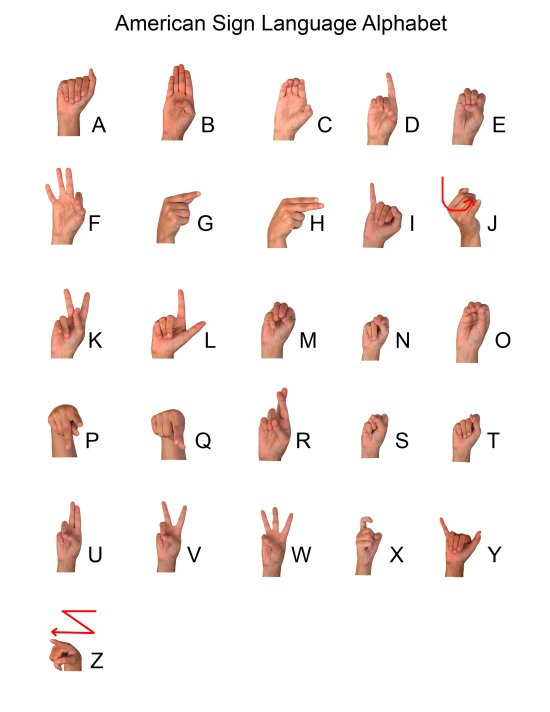 American Sign Language Alphabet
A B C D E
F G H I J
K L M N O
P Q R S T
U V W X Y
Z